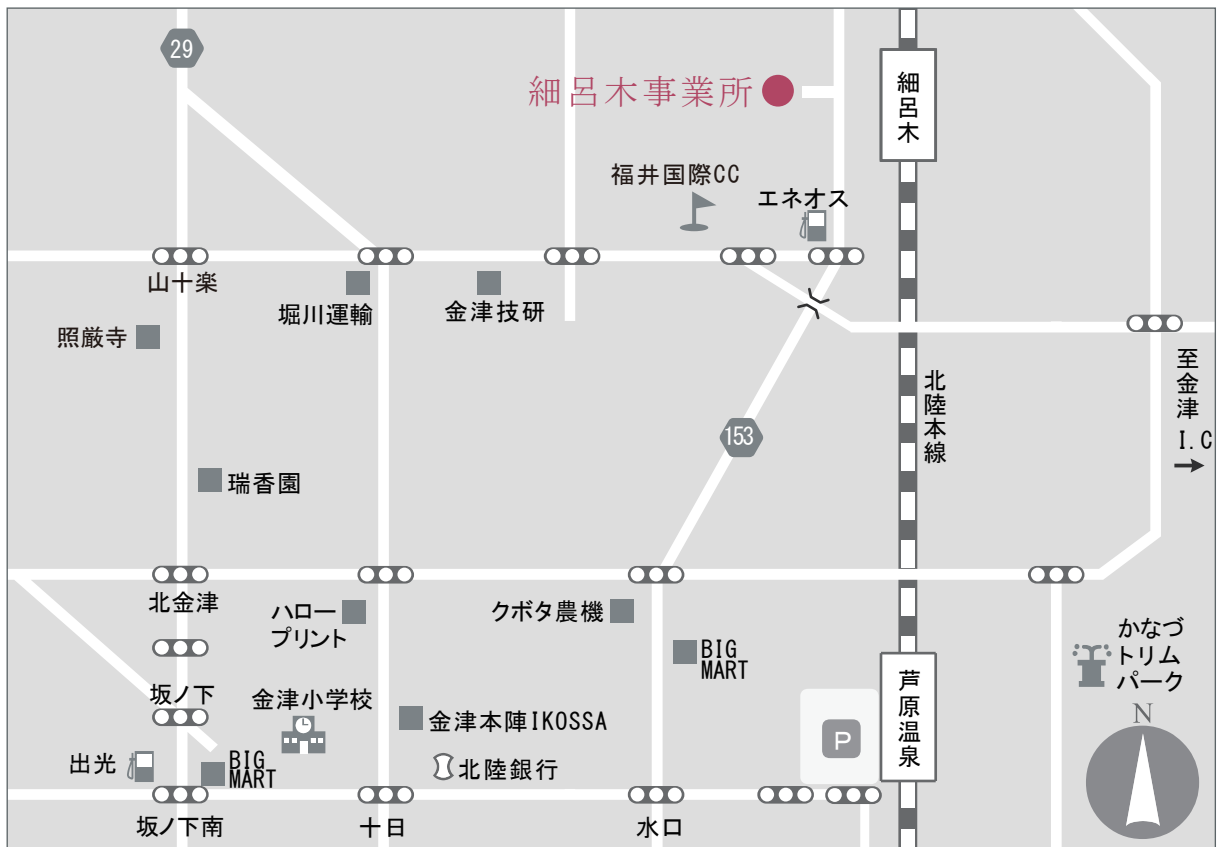 29
細呂木事業所
細呂木
福井国際CC
エネオス
山十楽
堀川運輸
金津技研
照厳寺
至金津
I.C
北陸本線
153
瑞香園
北金津
ハロー
プリント
クボタ農機
BIG
MART
かなづ
トリム
パーク
坂ノ下
金津小学校
金津本陣IKOSSA
芦原温泉
P
N
出光
BIG
MART
北陸銀行
坂ノ下南
十日
水口